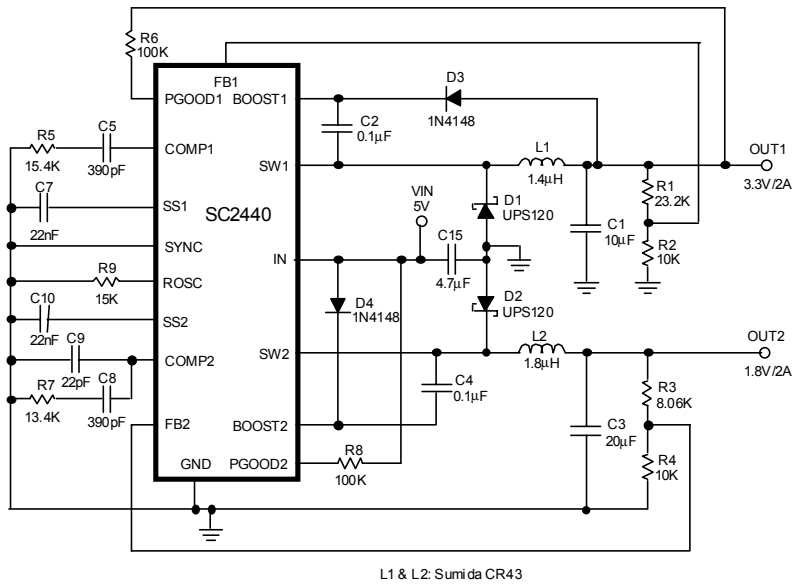 R6
100K
FB1
PGOOD1
BOOST1
D3
1N4148
C2
0.1µF
R5
15.4K
C5
390pF
COMP1
SW1
L1
1.4µH
OUT1
3.3V/2A
C7
22nF
SS1
SC2440
VIN
5V
D1
UPS120
C1
10µF
R1
23.2K
R2
10K
SYNC
IN
C15
4.7µF
R9
15K
ROSC
D4
1N4148
D2
UPS120
C10
22nF
SS2
C9
22pF
COMP2
SW2
L2
1.8µH
OUT2
1.8V/2A
R7
13.4K
C8
390pF
C4
0.1µF
R3
8.06K
FB2
BOOST2
C3
20µF
R4
10K
GND
PGOOD2
R8
100K
L1 & L2: Sumida CR43